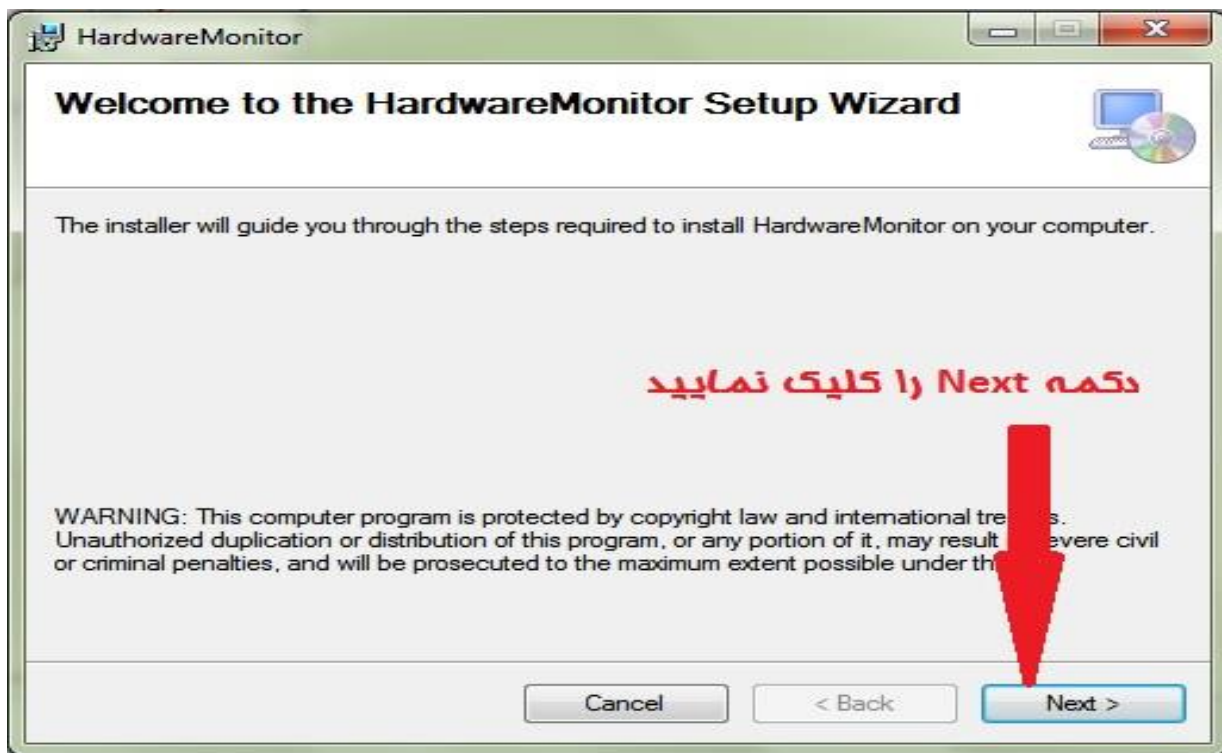 HardwareMonitor
Welcome to the HardwareMonitor Setup Wizard
The installer will guide you through the steps required to install HardwareMonitor on your computer.
دکمه Next را کلیک نمایید
WARNING: This computer program is protected by copyright law and international
Unauthorized duplication or distribution of this program, or any portion of it, may result civil
or criminal penalties, and will be prosecuted to the maximum extent possible under
Cancel
< Back
Next >